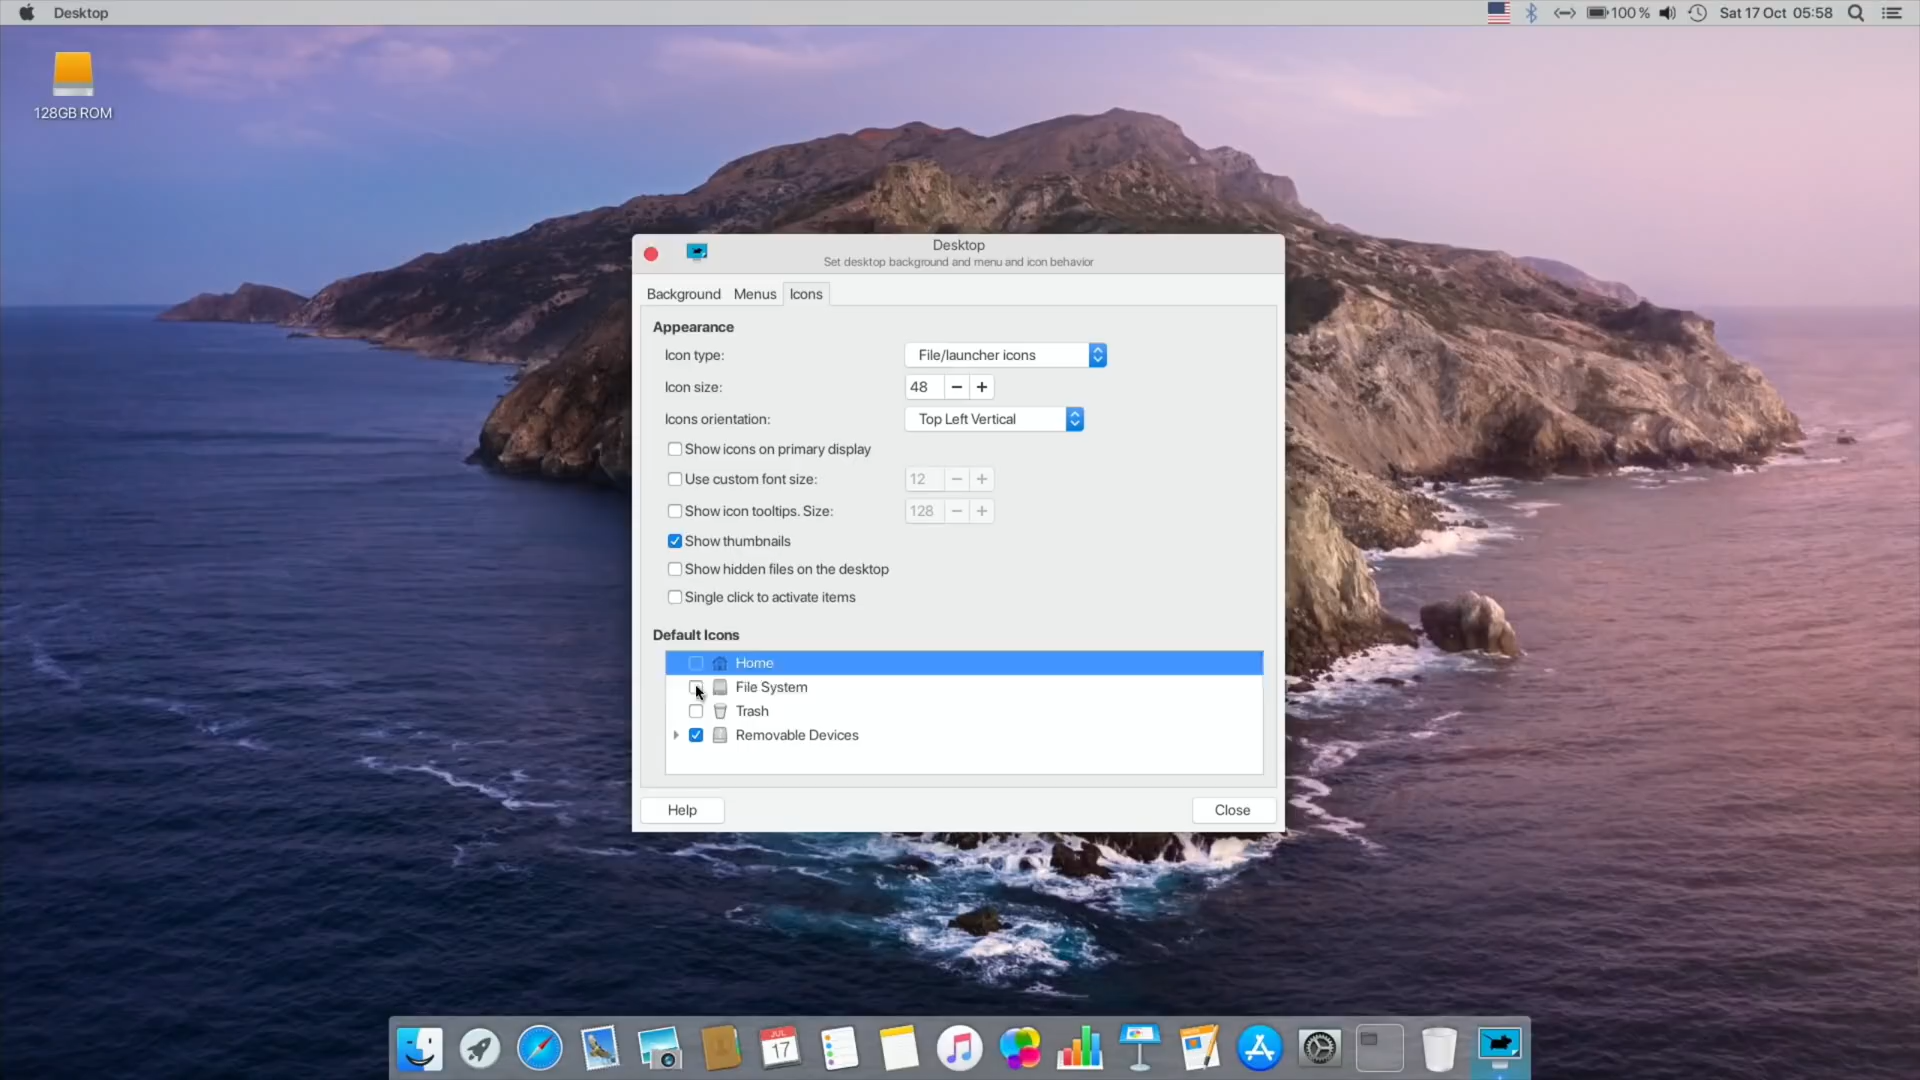 Desktop
100 %
Sat 17 Oct 05:58
128GB ROM
Desktop
Set desktop background and menu and icon behavior
Background Menus Icons
Appearance
Icon type: File/launcher icons
Icon size: 48
Icons orientation: Top Left Vertical
Show icons on primary display
Use custom font size: 12
Show icon tooltips. Size: 128
Show thumbnails
Show hidden files on the desktop
Single click to activate items
Default Icons
Home
File System
Trash
Removable Devices
Help Close
JUL
17